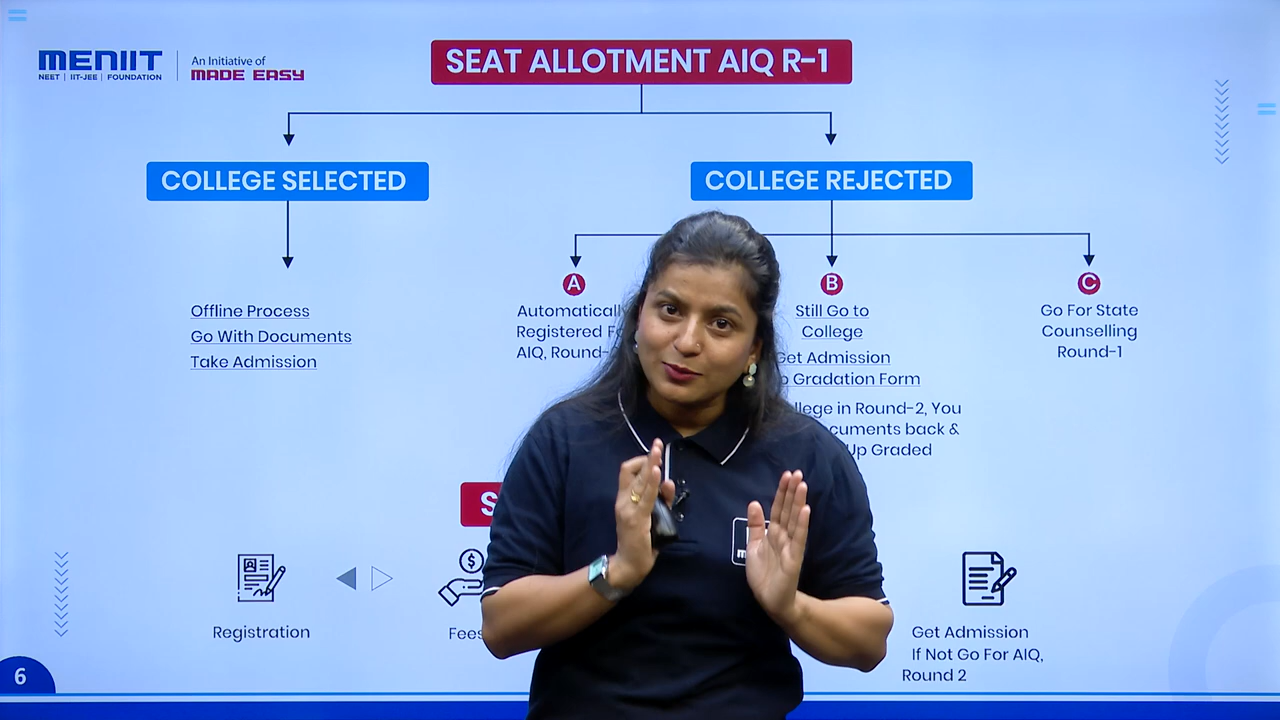 MENIIT
NEET | IIT-JEE | FOUNDATION
An Initiative of
MADE EASY
SEAT ALLOTMENT AIQ R-1
COLLEGE SELECTED
COLLEGE REJECTED
Offline Process
Go With Documents
Take Admission
A
Automatically
Registered
AIQ, Round-
B
Still Go to
College
Get Admission
Gradation Form
in Round-2, You
back &
Up Graded
C
Go For State
Counselling
Round-1
S
Registration
Fees
Get Admission
If Not Go For AIQ,
Round 2
6